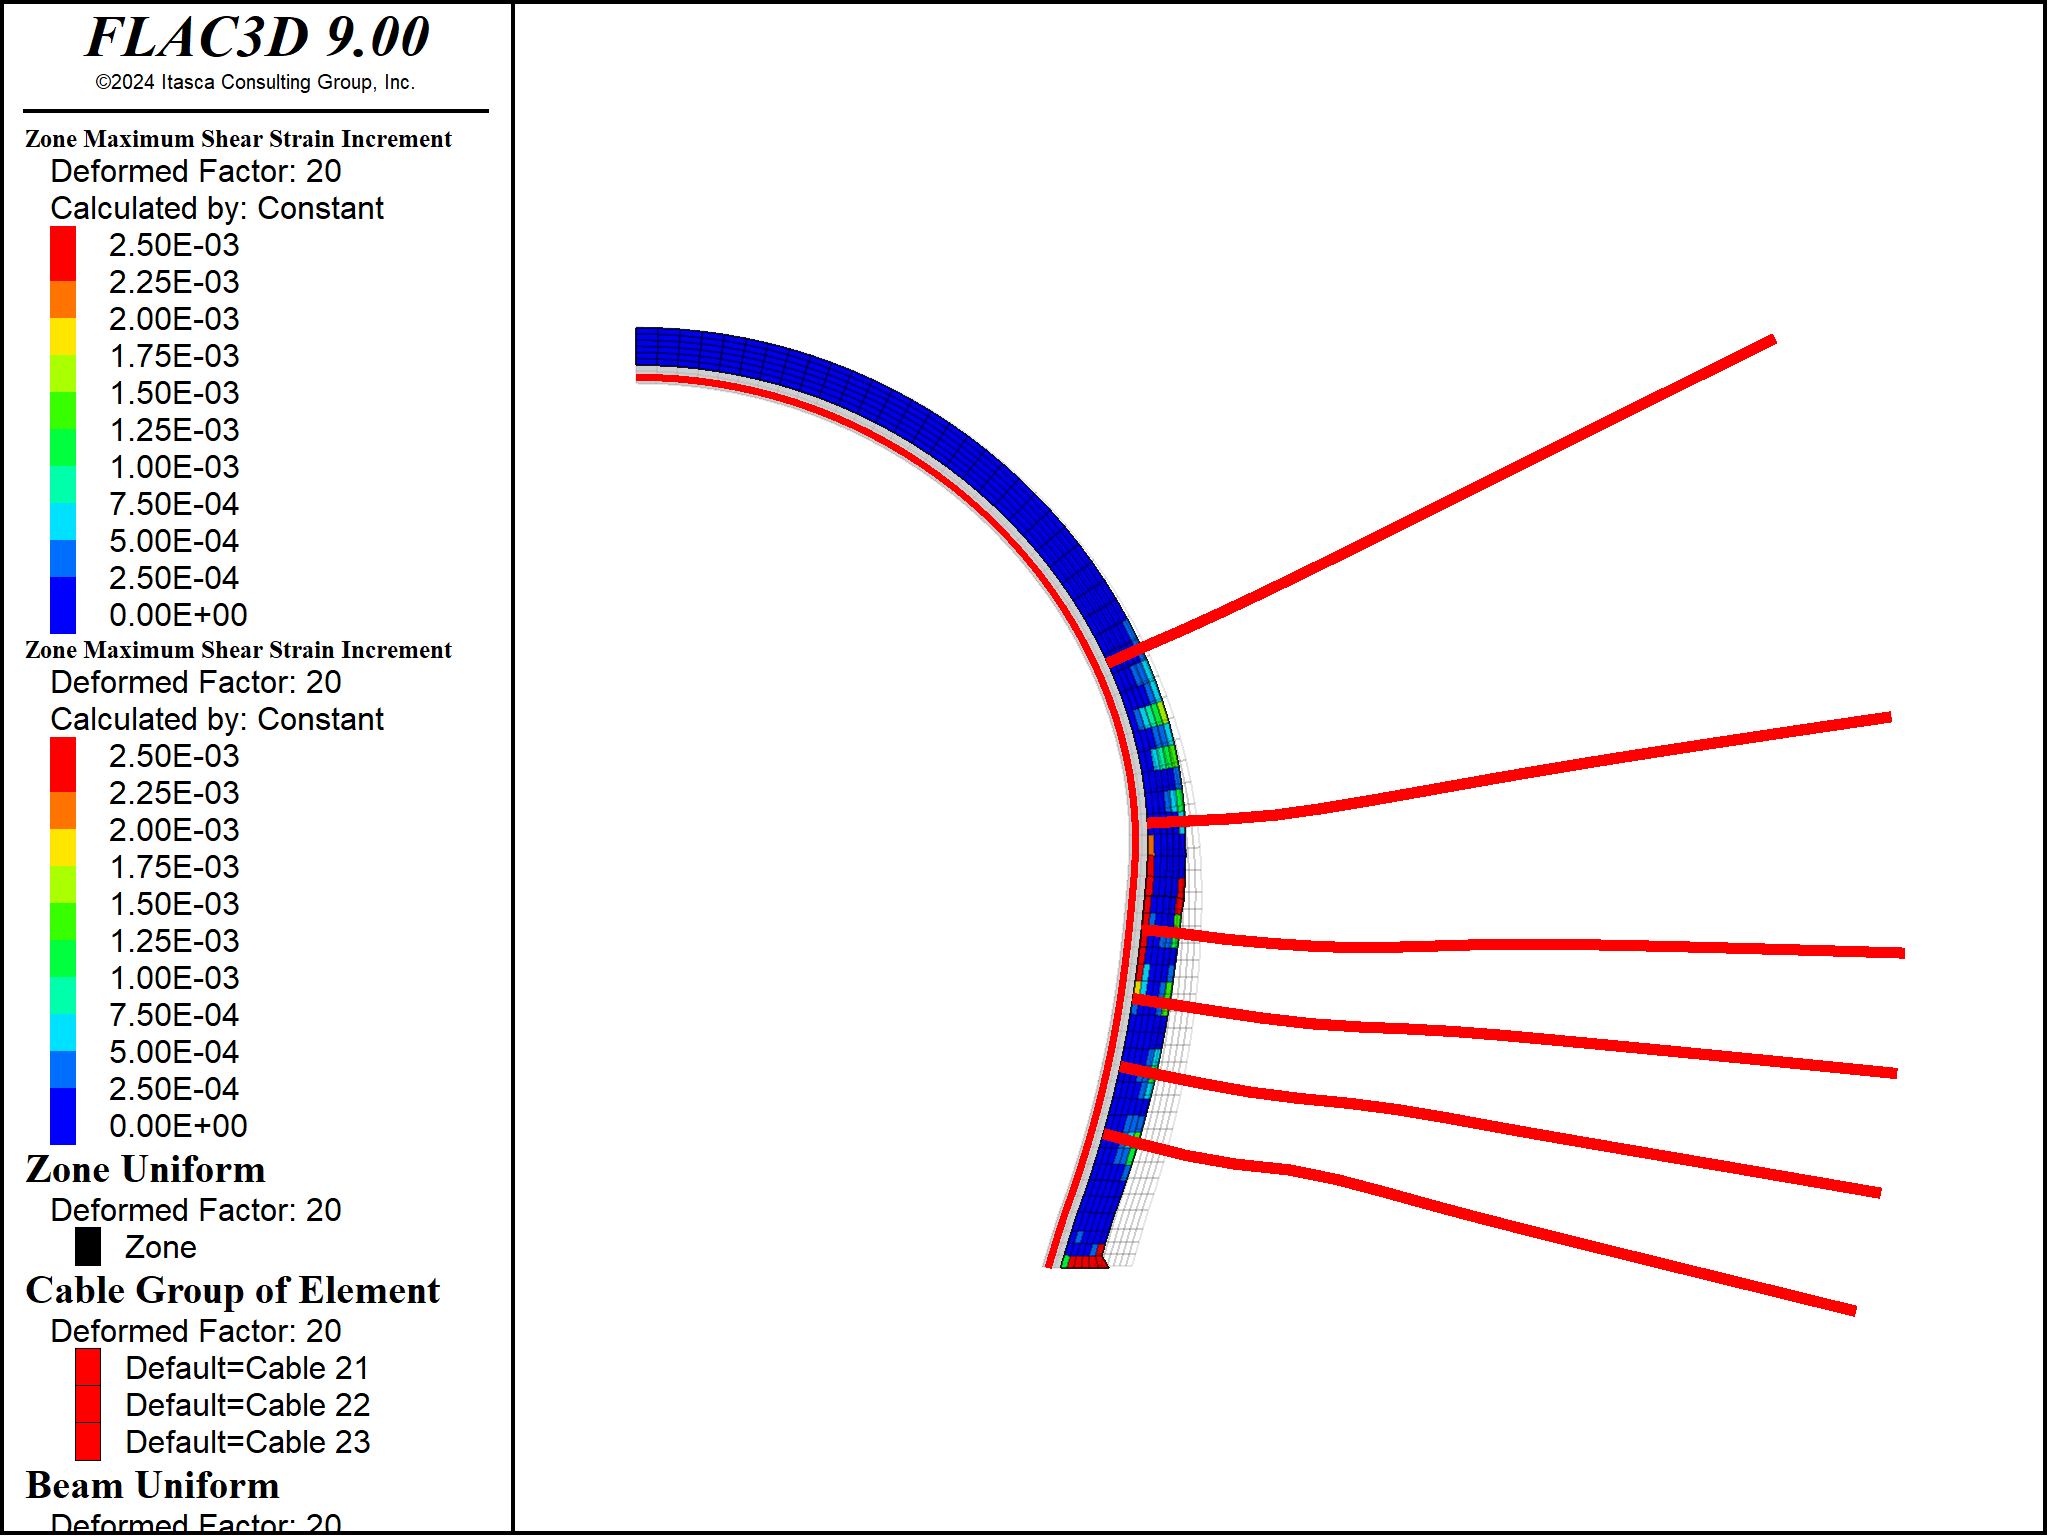 FLAC3D 9.00
©2024 Itasca Consulting Group, Inc.
Zone Maximum Shear Strain Increment
Deformed Factor: 20
Calculated by: Constant
2.50E-03
2.25E-03
2.00E-03
1.75E-03
1.50E-03
1.25E-03
1.00E-03
7.50E-04
5.00E-04
2.50E-04
0.00E+00
Zone Maximum Shear Strain Increment
Deformed Factor: 20
Calculated by: Constant
2.50E-03
2.25E-03
2.00E-03
1.75E-03
1.50E-03
1.25E-03
1.00E-03
7.50E-04
5.00E-04
2.50E-04
0.00E+00
Zone Uniform
Deformed Factor: 20
Zone
Cable Group of Element
Deformed Factor: 20
Default=Cable 21
Default=Cable 22
Default=Cable 23
Beam Uniform
Deformed Factor: 20